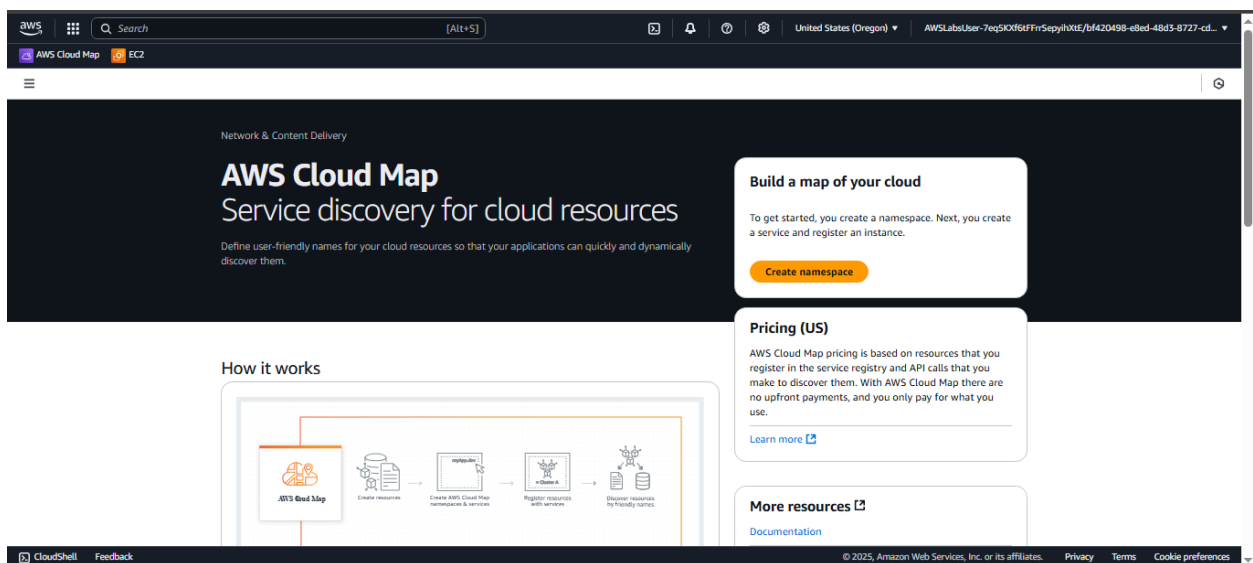 aws
Search [Alt+S] United States (Oregon) AWSLabsUser-7eq5KXf6tFFrrSepyihXtE/bf420498-e8ed-48d3-8727-cd...
AWS Cloud Map EC2
Network & Content Delivery
AWS Cloud Map
Service discovery for cloud resources
Define user-friendly names for your cloud resources so that your applications can quickly and dynamically
discover them.
Build a map of your cloud
To get started, you create a namespace. Next, you create
a service and register an instance.
Create namespace
Pricing (US)
AWS Cloud Map pricing is based on resources that you
register in the service registry and API calls that you
make to discover them. With AWS Cloud Map there are
no upfront payments, and you only pay for what you
use.
Learn more
How it works
AWS Cloud Map
Create resources
myApp.dev
Create AWS Cloud Map
namespaces & services
= Cluster A
Register resources
with services
Discover resources
by friendly names
More resources
Documentation
CloudShell Feedback © 2025, Amazon Web Services, Inc. or its affiliates. Privacy Terms Cookie preferences